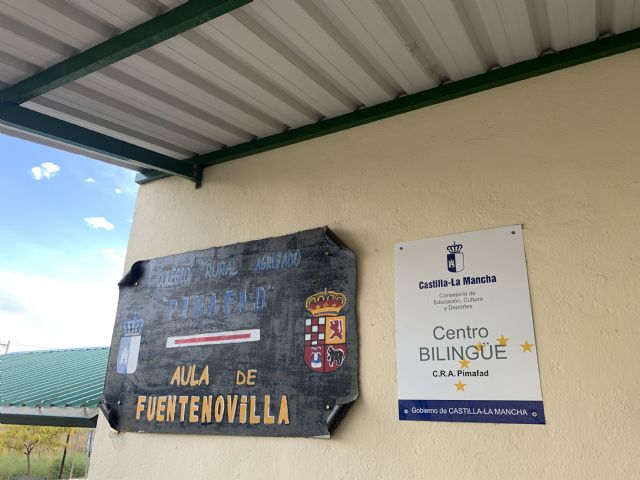 COLEGIO RURAL AGRUPADO
"PIMAFAD"
AULA DE
FUENTENOViLLA
Castilla-La Mancha
Consejería de
Educación, Cultura
y Deportes
Centro
BILINGÜE
C.R.A. Pimafad
Gobierno de CASTILLA-LA MANCHA